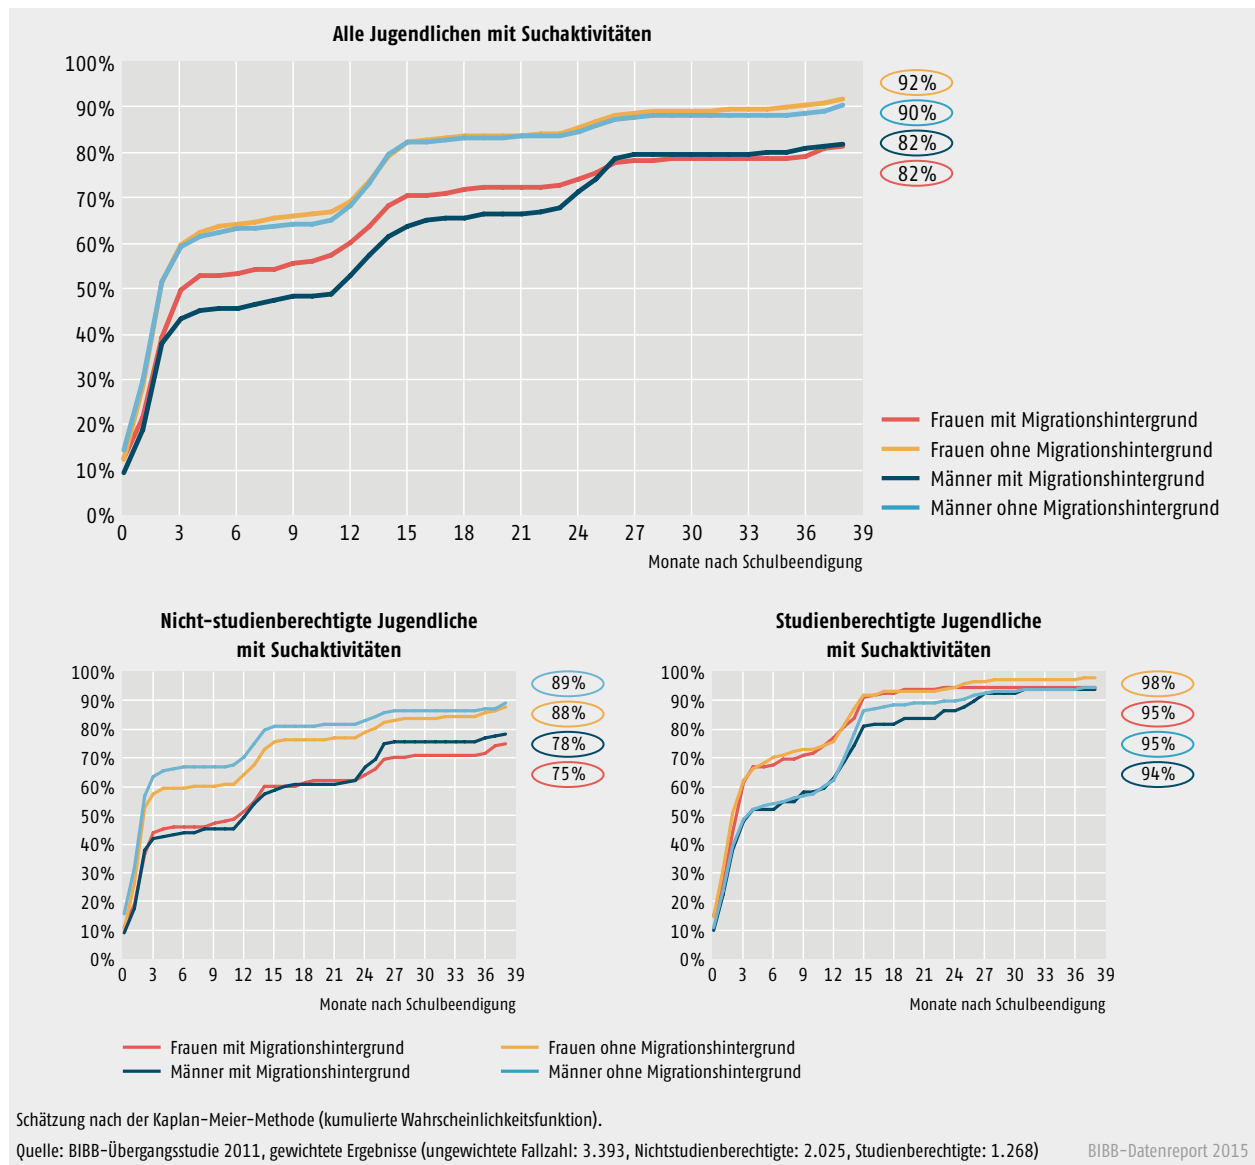 Alle Jugendlichen mit Suchaktivitäten
100%
90%
80%
70%
60%
50%
40%
30%
20%
10%
0%
0 3 6 9 12 15 18 21 24 27 30 33 36 39
Monate nach Schulbeendigung
92%
90%
82%
82%
Frauen mit Migrationshintergrund
Frauen ohne Migrationshintergrund
Männer mit Migrationshintergrund
Männer ohne Migrationshintergrund
Nicht-studienberechtigte Jugendliche
mit Suchaktivitäten
100%
90%
80%
70%
60%
50%
40%
30%
20%
10%
0%
0 3 6 9 12 15 18 21 24 27 30 33 36 39
Monate nach Schulbeendigung
89%
88%
78%
75%
Studienberechtigte Jugendliche
mit Suchaktivitäten
100%
90%
80%
70%
60%
50%
40%
30%
20%
10%
0%
0 3 6 9 12 15 18 21 24 27 30 33 36 39
Monate nach Schulbeendigung
98%
95%
95%
94%
Frauen mit Migrationshintergrund
Frauen ohne Migrationshintergrund
Männer mit Migrationshintergrund
Männer ohne Migrationshintergrund
Schätzung nach der Kaplan-Meier-Methode (kumulierte Wahrscheinlichkeitsfunktion).
Quelle: BIBB-Übergangsstudie 2011, gewichtete Ergebnisse (ungewichtete Fallzahl: 3.393, Nichtstudienberechtigte: 2.025, Studienberechtigte: 1.268)
BIBB-Datenreport 2015